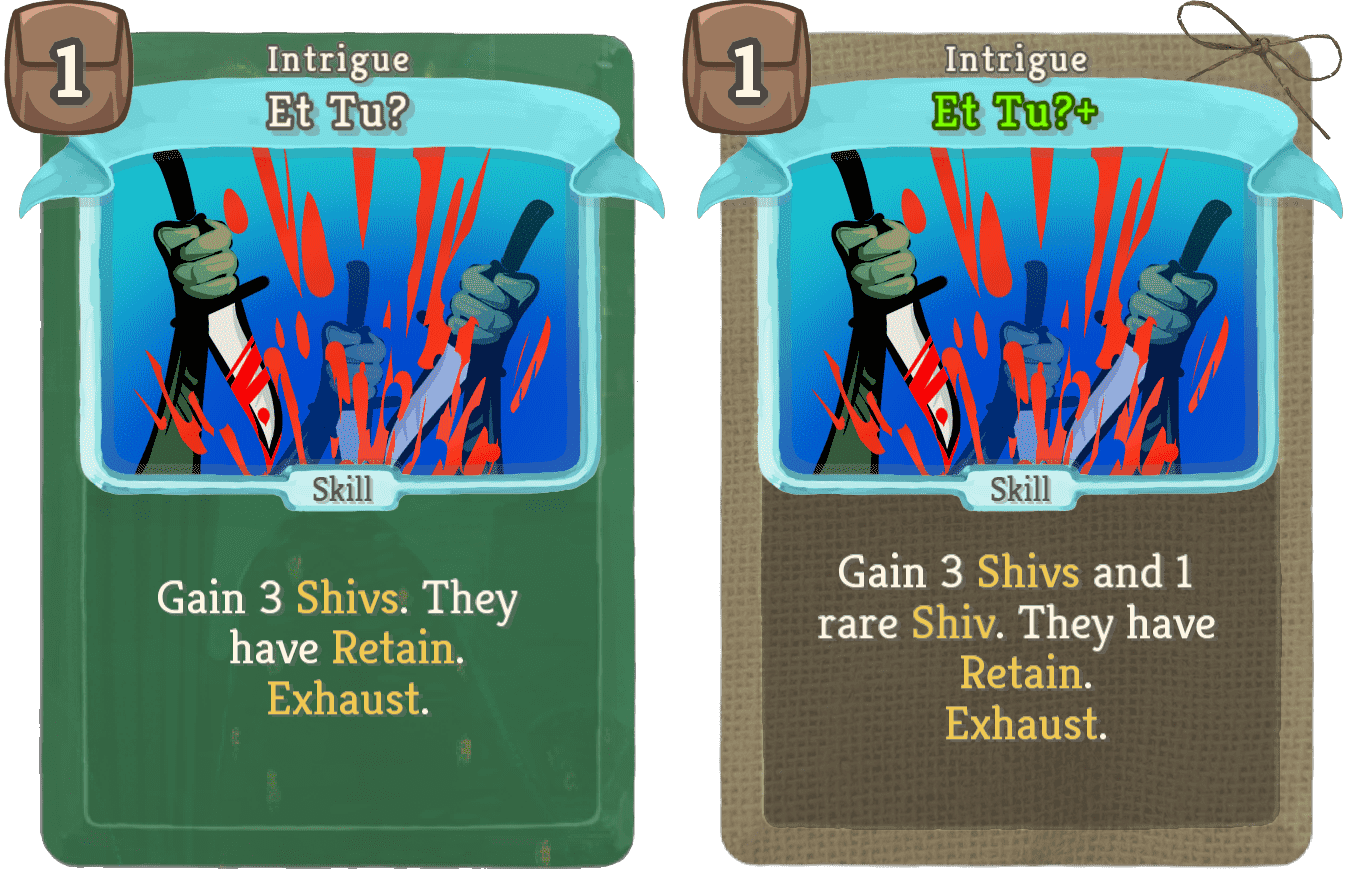 1
Intrigue
Et Tu?
Skill
Gain 3 Shivs. They
have Retain.
Exhaust.
1
Intrigue
Et Tu?+
Skill
Gain 3 Shivs and 1
rare Shiv. They have
Retain.
Exhaust.